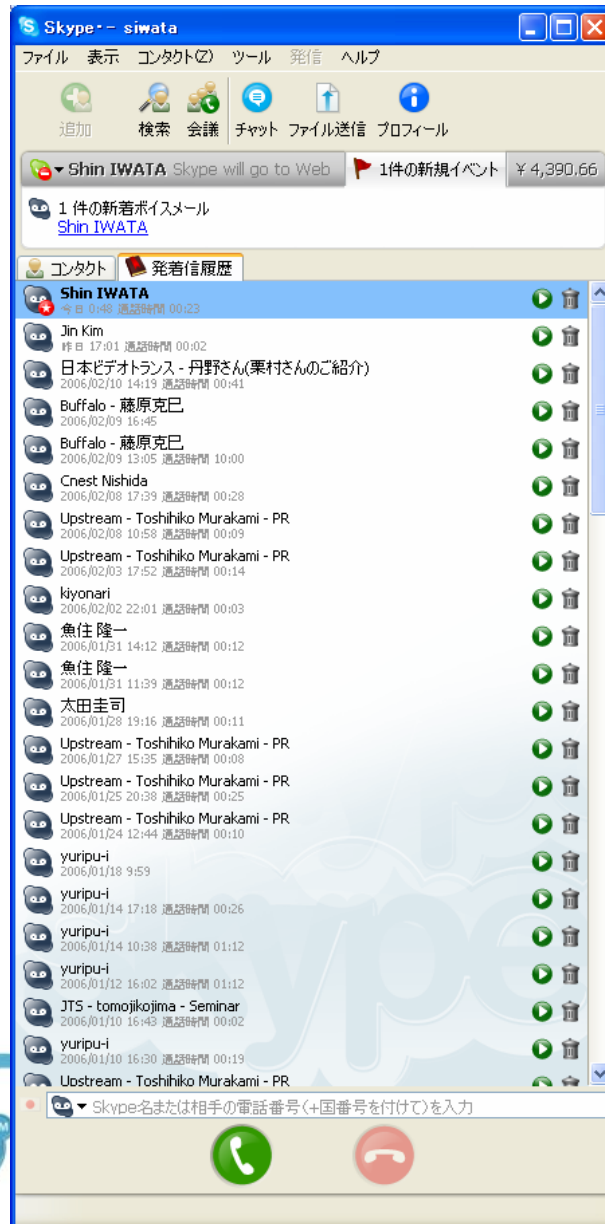 Skype™ - siwata
ファイル 表示 コンタクト(Z) ツール 発信 ヘルプ
追加 検索 会議 チャット ファイル送信 プロフィール
Shin IWATA Skype will go to Web 1件の新規イベント ¥ 4,390.66
1 件の新着ボイスメール
Shin IWATA
コンタクト 発着信履歴
Shin IWATA
今日 0:48 通話時間 00:23
Jin Kim
昨日 17:01 通話時間 00:02
日本ビデオトランス - 丹野さん(栗村さんのご紹介)
2006/02/10 14:19 通話時間 00:41
Buffalo - 藤原克巳
2006/02/09 16:45
Buffalo - 藤原克巳
2006/02/09 13:05 通話時間 10:00
Cnest Nishida
2006/02/08 17:39 通話時間 00:28
Upstream - Toshihiko Murakami - PR
2006/02/08 10:58 通話時間 00:09
Upstream - Toshihiko Murakami - PR
2006/02/03 17:52 通話時間 00:14
kiyonari
2006/02/02 22:01 通話時間 00:03
魚住 隆一
2006/01/31 14:12 通話時間 00:12
魚住 隆一
2006/01/31 11:39 通話時間 00:12
太田圭司
2006/01/28 19:16 通話時間 00:11
Upstream - Toshihiko Murakami - PR
2006/01/27 15:35 通話時間 00:08
Upstream - Toshihiko Murakami - PR
2006/01/25 20:38 通話時間 00:25
Upstream - Toshihiko Murakami - PR
2006/01/24 12:44 通話時間 00:10
yuripu-i
2006/01/18 9:59
yuripu-i
2006/01/14 17:18 通話時間 00:26
yuripu-i
2006/01/14 10:38 通話時間 01:12
yuripu-i
2006/01/12 16:02 通話時間 01:12
JTS - tomojikojima - Seminar
2006/01/10 16:43 通話時間 00:02
yuripu-i
2006/01/10 16:30 通話時間 00:19
Upstream - Toshihiko Murakami - PR
Skype名または相手の電話番号(+国番号を付けて)を入力